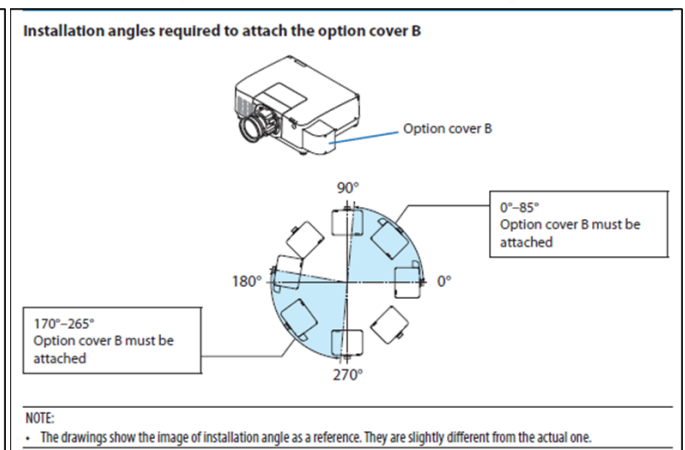 Installation angles required to attach the option cover B
Option cover B
90°
0°–85°
Option cover B must be
attached
180°
0°
170°–265°
Option cover B must be
attached
270°
NOTE:
• The drawings show the image of installation angle as a reference. They are slightly different from the actual one.